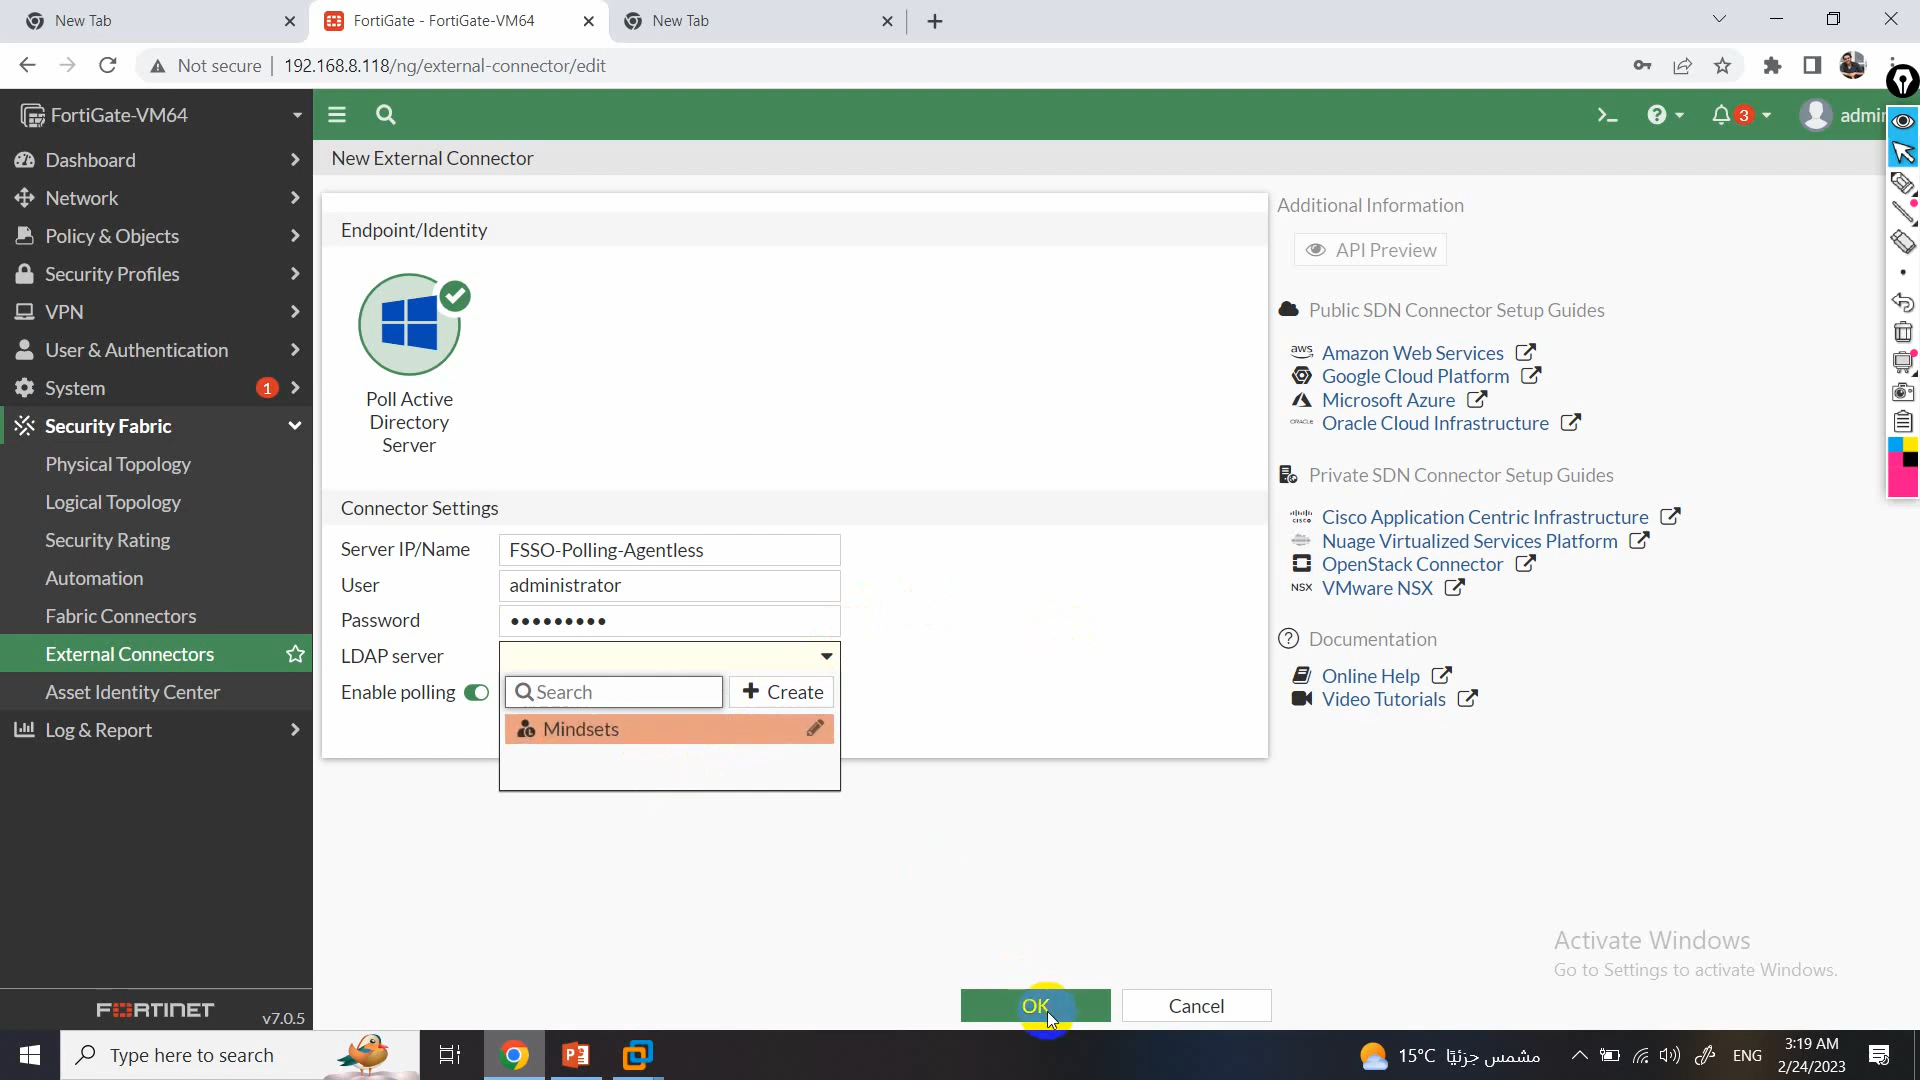 New Tab
FortiGate - FortiGate-VM64
New Tab
Not secure
192.168.8.118/ng/external-connector/edit
FortiGate-VM64
3
admin
Dashboard
New External Connector
Network
Additional Information
Policy & Objects
Endpoint/Identity
API Preview
Security Profiles
VPN
Public SDN Connector Setup Guides
User & Authentication
aws Amazon Web Services
Google Cloud Platform
System 1
Poll Active
Directory
Server
Microsoft Azure
ORACLE Oracle Cloud Infrastructure
Security Fabric
Physical Topology
Private SDN Connector Setup Guides
Logical Topology
Connector Settings
CISCO Cisco Application Centric Infrastructure
Security Rating
Server IP/Name FSSO-Polling-Agentless
Nuage Virtualized Services Platform
OpenStack Connector
Automation
User administrator
NSX VMware NSX
Fabric Connectors
Password •••••••••
External Connectors
LDAP server
Documentation
Asset Identity Center
Enable polling
Search
Create
Online Help
Video Tutorials
Log & Report
Mindsets
Activate Windows
Go to Settings to activate Windows.
OK
Cancel
FORTINET
v7.0.5
Type here to search
15°C مشمس جزئيًا
ENG
3:19 AM
2/24/2023